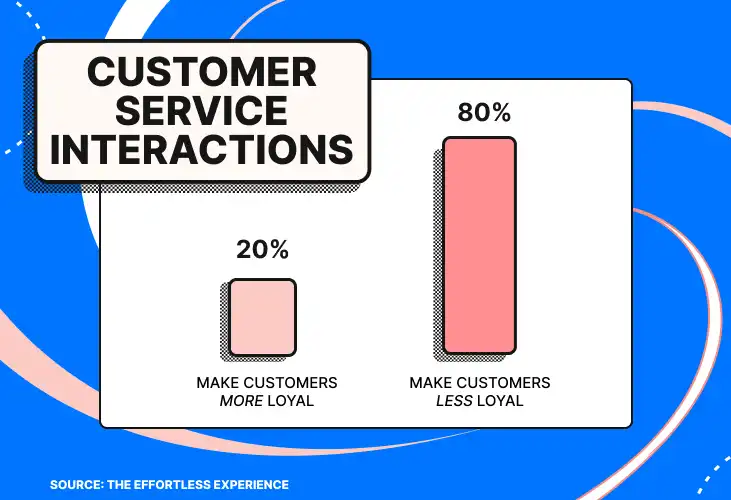 CUSTOMER
SERVICE
INTERACTIONS
80%
20%
MAKE CUSTOMERS
MORE LOYAL
MAKE CUSTOMERS
LESS LOYAL
SOURCE: THE EFFORTLESS EXPERIENCE